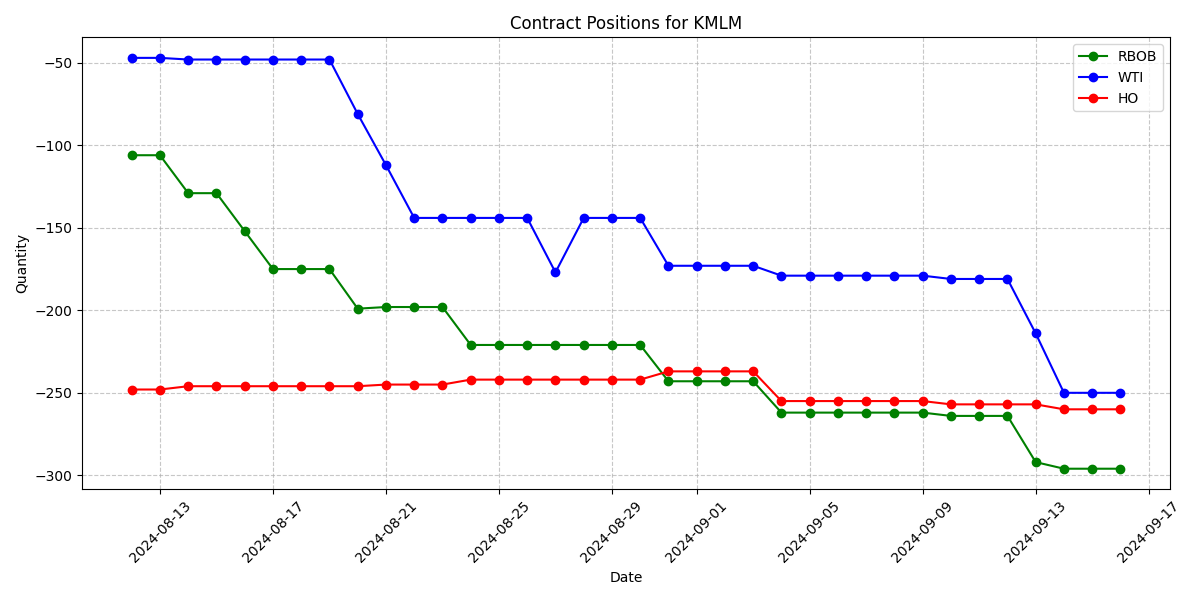 Contract Positions for KMLM
RBOB
WTI
HO
Quantity
−50
−100
−150
−200
−250
−300
2024-08-13
2024-08-17
2024-08-21
2024-08-25
2024-08-29
2024-09-01
2024-09-05
2024-09-09
2024-09-13
2024-09-17
Date